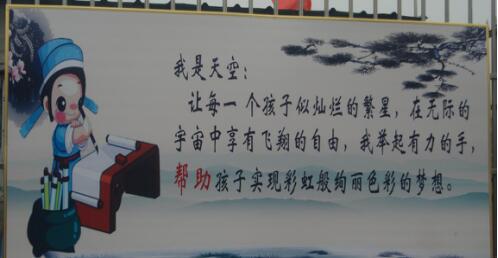 我是天空：
让每一个孩子似灿烂的繁星，在无际的
宇宙中享有飞翔的自由，我举起有力的手，
帮助孩子实现彩虹般绚丽色彩的梦想。